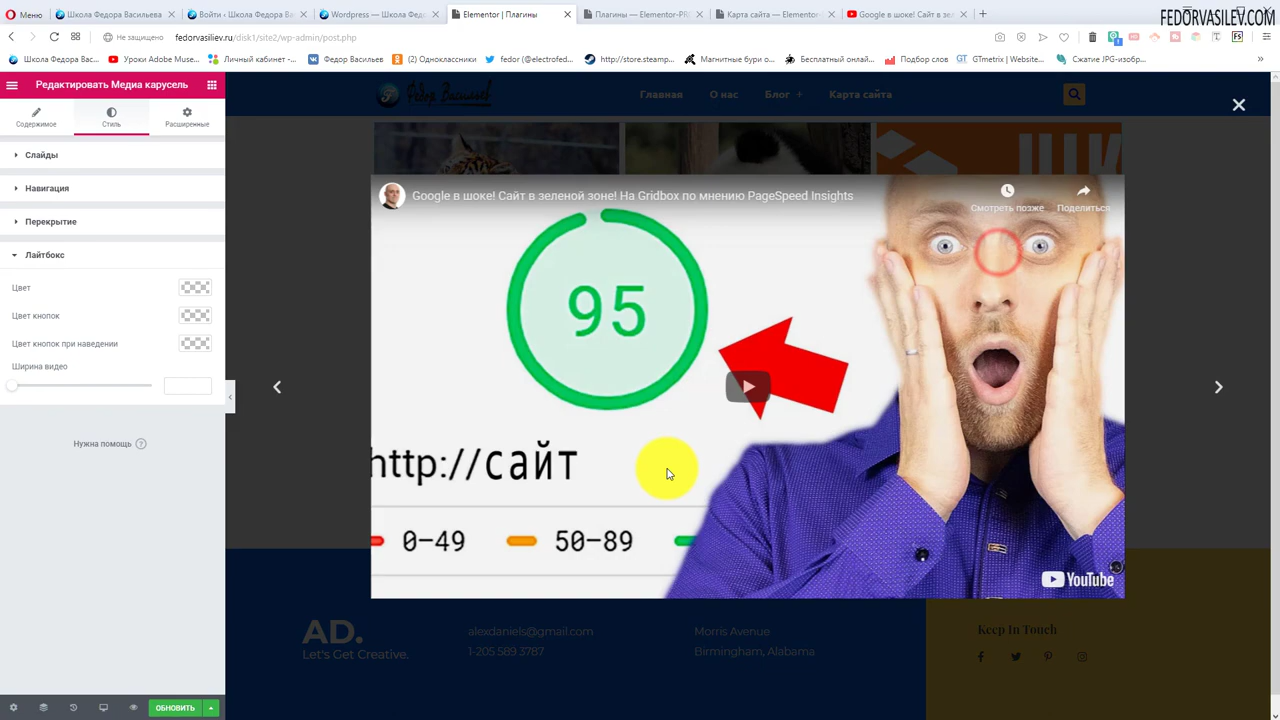 FEDORVASILEV.COM
Меню
Школа Федора Васильева
Войти ‹ Школа Федора В
Wordpress — Школа Федо
Elementor | Плагины
Плагины — Elementor-PR
Карта сайта — Elementor-
Google в шоке! Сайт в зел
Не защищено
fedorvasiliev.ru/disk1/site2/wp-admin/post.php
Школа Федора Вас...
Уроки Adobe Muse...
Личный кабинет -...
Федор Васильев
(2) Одноклассники
fedor (@electrofed...
http://store.steamp...
Магнитные бури о...
Бесплатный онлай...
Подбор слов
GTmetrix | Website...
Сжатие JPG-изобр...
Редактировать Медиа карусель
Содержимое
Стиль
Расширенные
Слайды
Навигация
Перекрытие
Лайтбокс
Цвет
Цвет кнопок
Цвет кнопок при наведении
Ширина видео
Нужна помощь
ОБНОВИТЬ
Федор Васильев
Главная
О нас
Блог +
Карта сайта
Google в шоке! Сайт в зеленой зоне! На Gridbox по мнению PageSpeed Insights
Смотреть позже
Поделиться
95
http://сайт
0–49
50–89
YouTube
AD.
Let's Get Creative.
alexdaniels@gmail.com
1-205 589 3787
Morris Avenue
Birmingham, Alabama
Keep In Touch